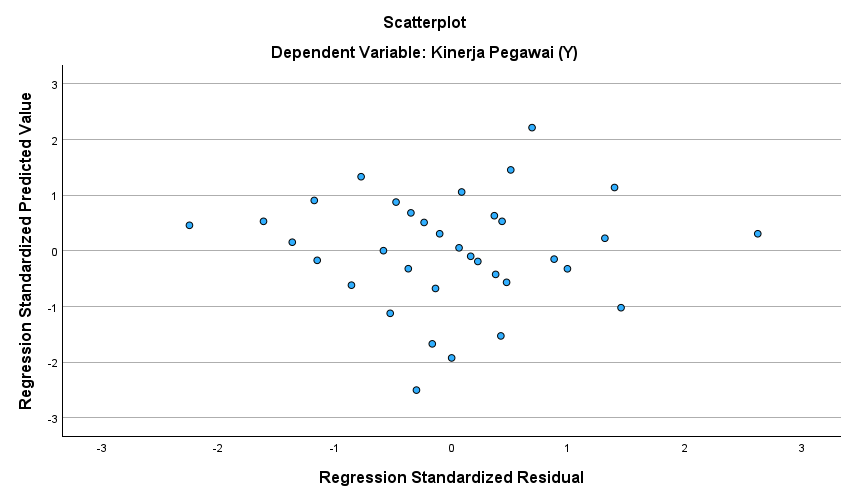 Scatterplot
Dependent Variable: Kinerja Pegawai (Y)
Regression Standardized Predicted Value
3
2
1
0
-1
-2
-3
-3 -2 -1 0 1 2 3
Regression Standardized Residual